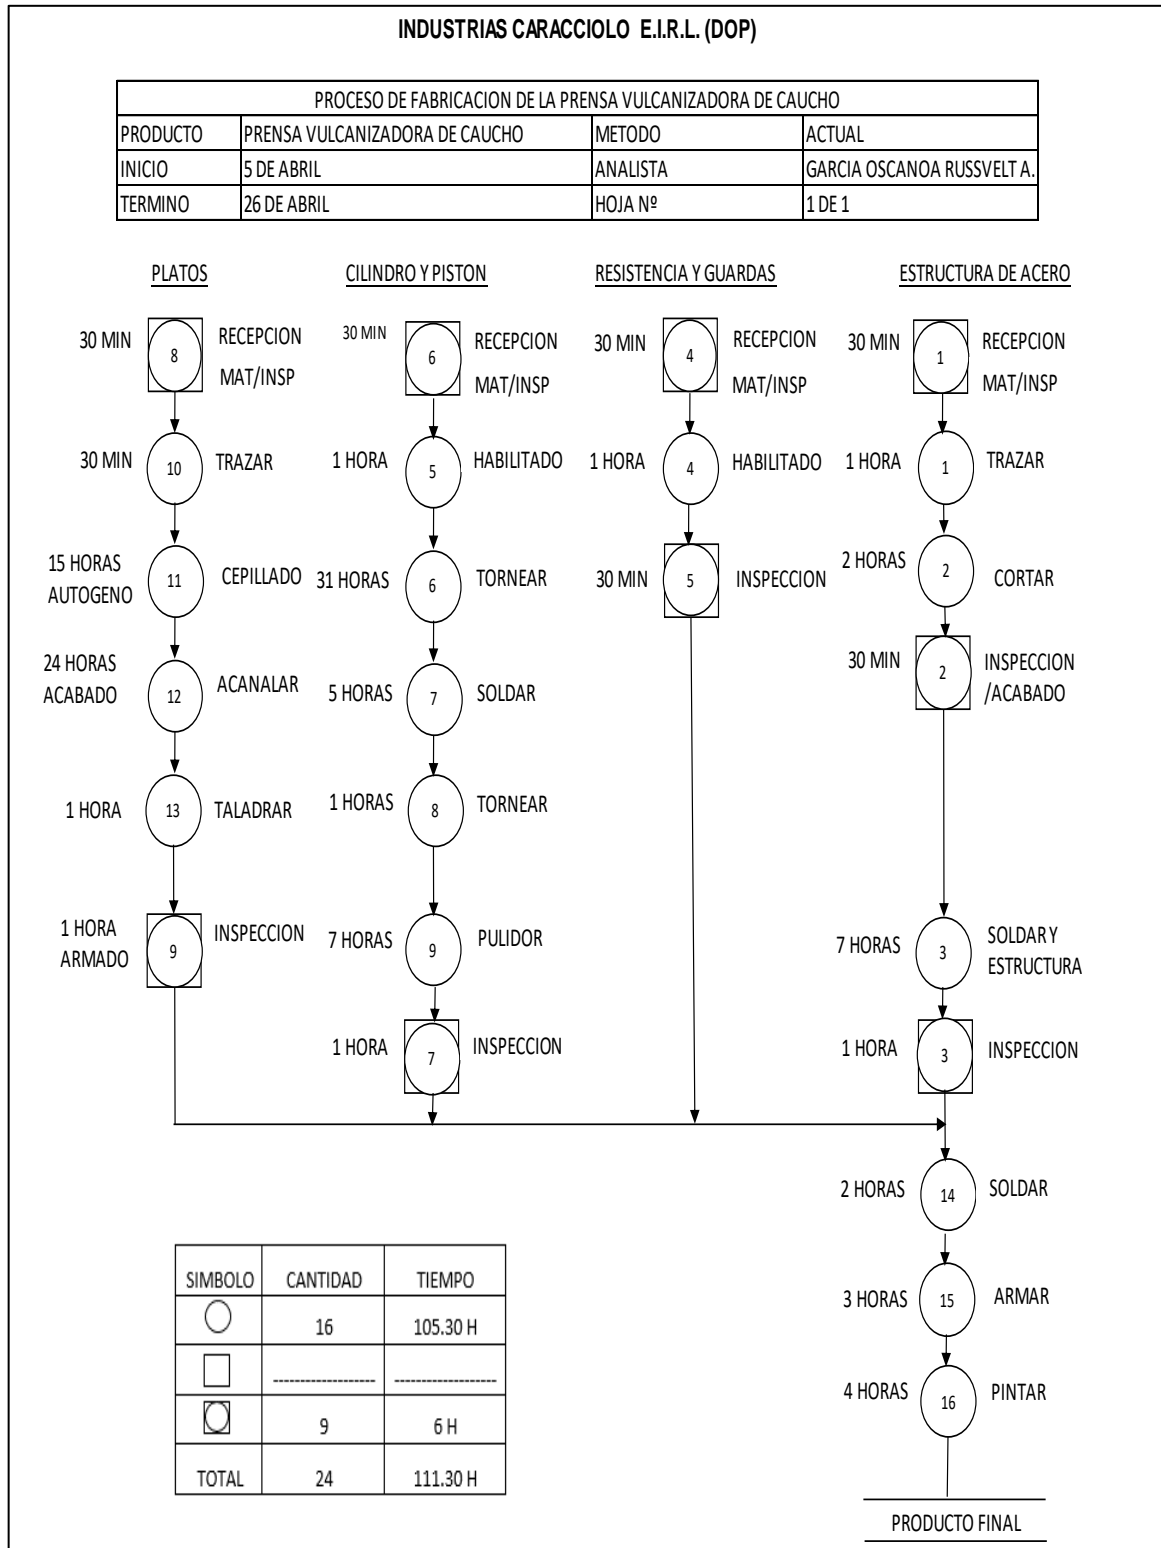 INDUSTRIAS CARACCIOLO E.I.R.L. (DOP)
PROCESO DE FABRICACION DE LA PRENSA VULCANIZADORA DE CAUCHO
PRODUCTO PRENSA VULCANIZADORA DE CAUCHO METODO ACTUAL
INICIO 5 DE ABRIL ANALISTA GARCIA OSCANOA RUSSVELT A.
TERMINO 26 DE ABRIL HOJA Nº 1 DE 1
PLATOS
30 MIN 8 RECEPCION
MAT/INSP
30 MIN 10 TRAZAR
15 HORAS
AUTOGENO 11 CEPILLADO
24 HORAS
ACABADO 12 ACANALAR
1 HORA 13 TALADRAR
1 HORA
ARMADO 9 INSPECCION
CILINDRO Y PISTON
30 MIN 6 RECEPCION
MAT/INSP
1 HORA 5 HABILITADO
31 HORAS 6 TORNEAR
5 HORAS 7 SOLDAR
1 HORAS 8 TORNEAR
7 HORAS 9 PULIDOR
1 HORA 7 INSPECCION
RESISTENCIA Y GUARDAS
30 MIN 4 RECEPCION
MAT/INSP
1 HORA 4 HABILITADO
30 MIN 5 INSPECCION
ESTRUCTURA DE ACERO
30 MIN 1 RECEPCION
MAT/INSP
1 HORA 1 TRAZAR
2 HORAS 2 CORTAR
30 MIN 2 INSPECCION
/ACABADO
7 HORAS 3 SOLDAR Y
ESTRUCTURA
1 HORA 3 INSPECCION
2 HORAS 14 SOLDAR
3 HORAS 15 ARMAR
4 HORAS 16 PINTAR
PRODUCTO FINAL
SIMBOLO CANTIDAD TIEMPO
16 105.30 H
-------------------- -------------------
9 6 H
TOTAL 24 111.30 H